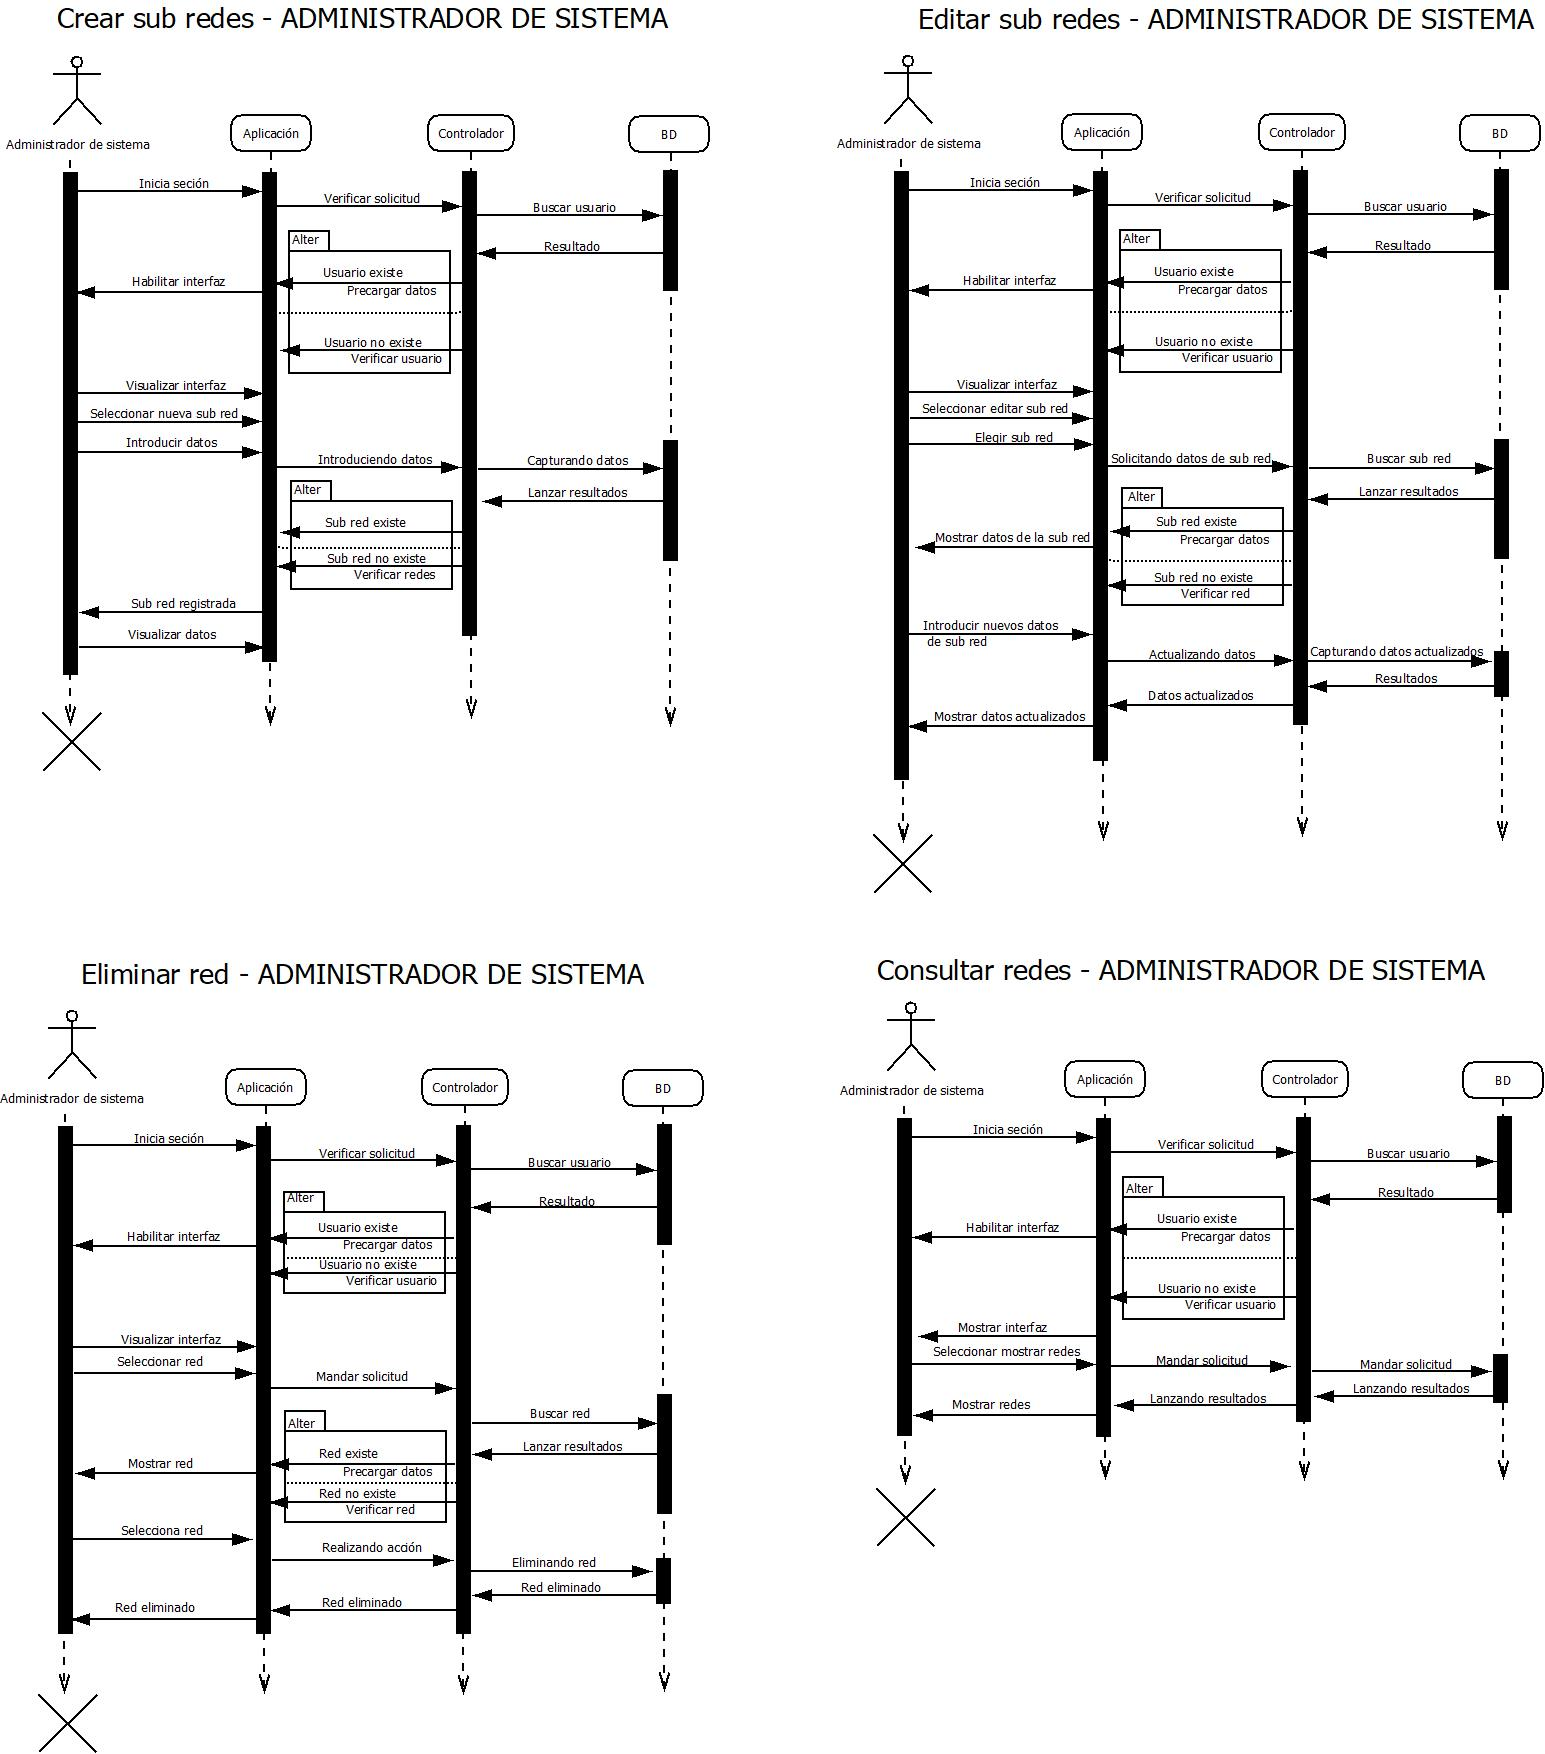 Crear sub redes - ADMINISTRADOR DE SISTEMA
Administrador de sistema
Aplicación
Controlador
BD
Inicia seción
Verificar solicitud
Buscar usuario
Alter
Resultado
Usuario existe
Habilitar interfaz
Precargar datos
Usuario no existe
Verificar usuario
Visualizar interfaz
Seleccionar nueva sub red
Introducir datos
Introduciendo datos
Capturando datos
Alter
Lanzar resultados
Sub red existe
Sub red no existe
Verificar redes
Sub red registrada
Visualizar datos
Editar sub redes - ADMINISTRADOR DE SISTEMA
Administrador de sistema
Aplicación
Controlador
BD
Inicia seción
Verificar solicitud
Buscar usuario
Alter
Resultado
Usuario existe
Habilitar interfaz
Precargar datos
Usuario no existe
Verificar usuario
Visualizar interfaz
Seleccionar editar sub red
Elegir sub red
Solicitando datos de sub red
Buscar sub red
Alter
Lanzar resultados
Sub red existe
Mostrar datos de la sub red
Precargar datos
Sub red no existe
Verificar red
Introducir nuevos datos
de sub red
Actualizando datos
Capturando datos actualizados
Resultados
Datos actualizados
Mostrar datos actualizados
Eliminar red - ADMINISTRADOR DE SISTEMA
Administrador de sistema
Aplicación
Controlador
BD
Inicia seción
Verificar solicitud
Buscar usuario
Alter
Resultado
Usuario existe
Habilitar interfaz
Precargar datos
Usuario no existe
Verificar usuario
Visualizar interfaz
Seleccionar red
Mandar solicitud
Buscar red
Alter
Lanzar resultados
Red existe
Mostrar red
Precargar datos
Red no existe
Verificar red
Selecciona red
Realizando acción
Eliminando red
Red eliminado
Red eliminado
Red eliminado
Consultar redes - ADMINISTRADOR DE SISTEMA
Administrador de sistema
Aplicación
Controlador
BD
Inicia seción
Verificar solicitud
Buscar usuario
Alter
Resultado
Usuario existe
Habilitar interfaz
Precargar datos
Usuario no existe
Verificar usuario
Mostrar interfaz
Seleccionar mostrar redes
Mandar solicitud
Mandar solicitud
Lanzando resultados
Lanzando resultados
Mostrar redes